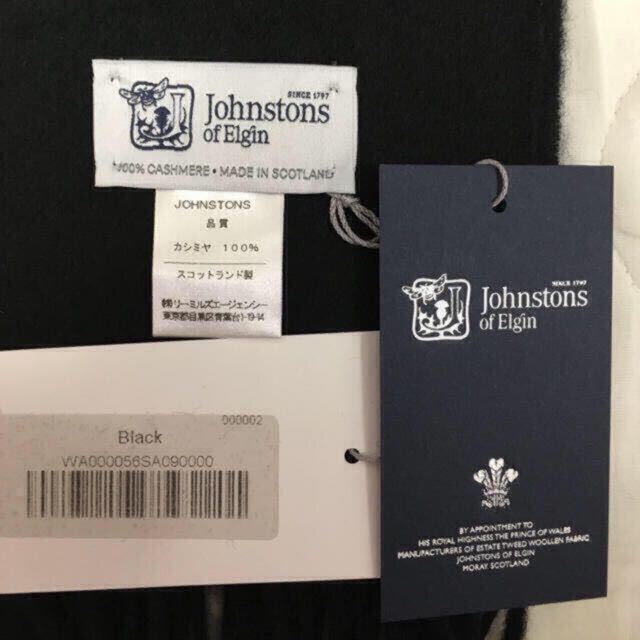 SINCE 1797
Johnstons
of Elgin
100% CASHMERE • MADE IN SCOTLAND
JOHNSTONS
品質
カシミヤ 100%
スコットランド製
㈱リーミルズエージェンシー
東京都目黒区青葉台1-19-14
000002
Black
WA000056SA090000
SINCE 1797
Johnstons
of Elgin
BY APPOINTMENT TO
HIS ROYAL HIGHNESS THE PRINCE OF WALES
MANUFACTURERS OF ESTATE TWEED WOOLLEN FABRIC
JOHNSTONS OF ELGIN
MORAY SCOTLAND